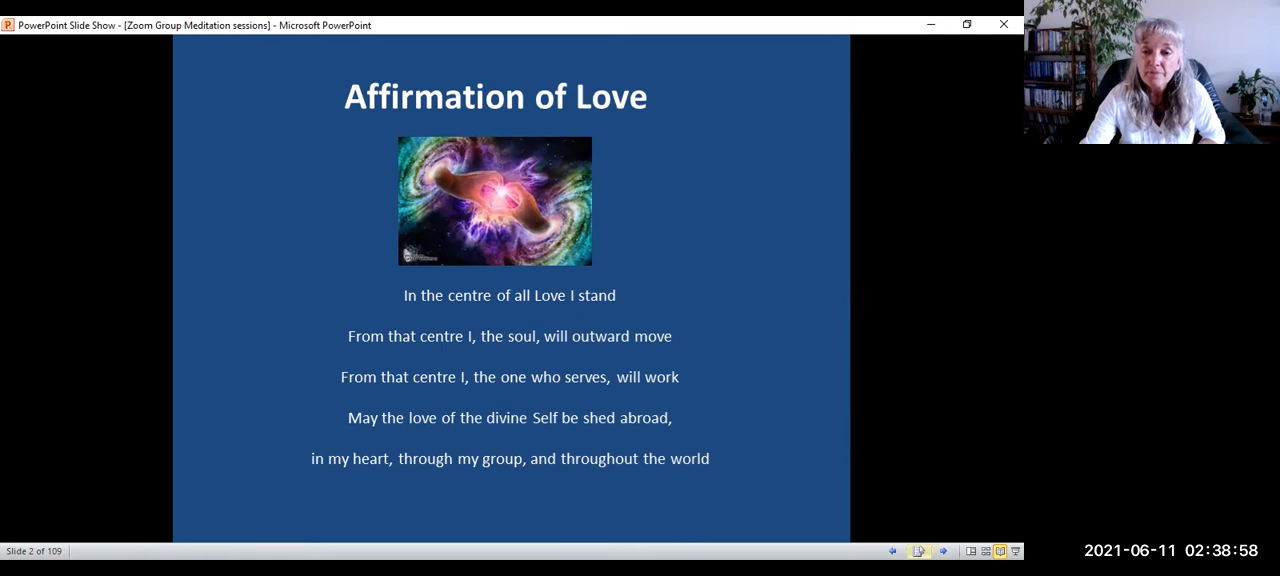 PowerPoint Slide Show - [Zoom Group Meditation sessions] - Microsoft PowerPoint
Affirmation of Love
In the centre of all Love I stand
From that centre I, the soul, will outward move
From that centre I, the one who serves, will work
May the love of the divine Self be shed abroad,
in my heart, through my group, and throughout the world
Slide 2 of 109
2021-06-11 02:38:58